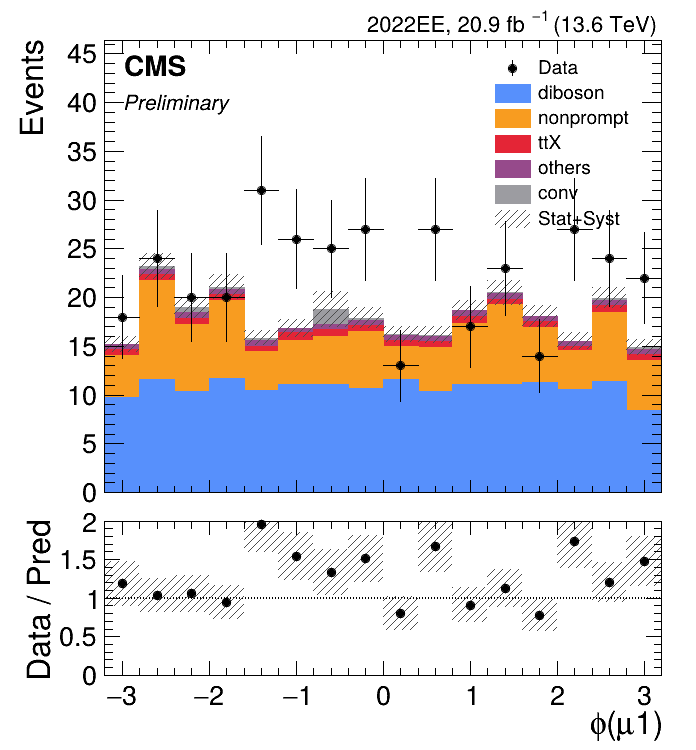 2022EE, 20.9 fb ⁻¹ (13.6 TeV)
CMS
Preliminary
Events
45
40
35
30
25
20
15
10
5
0
Data
diboson
nonprompt
ttX
others
conv
Stat+Syst
Data / Pred
2
1.5
1
0.5
0
−3
−2
−1
0
1
2
3
ϕ(μ1)